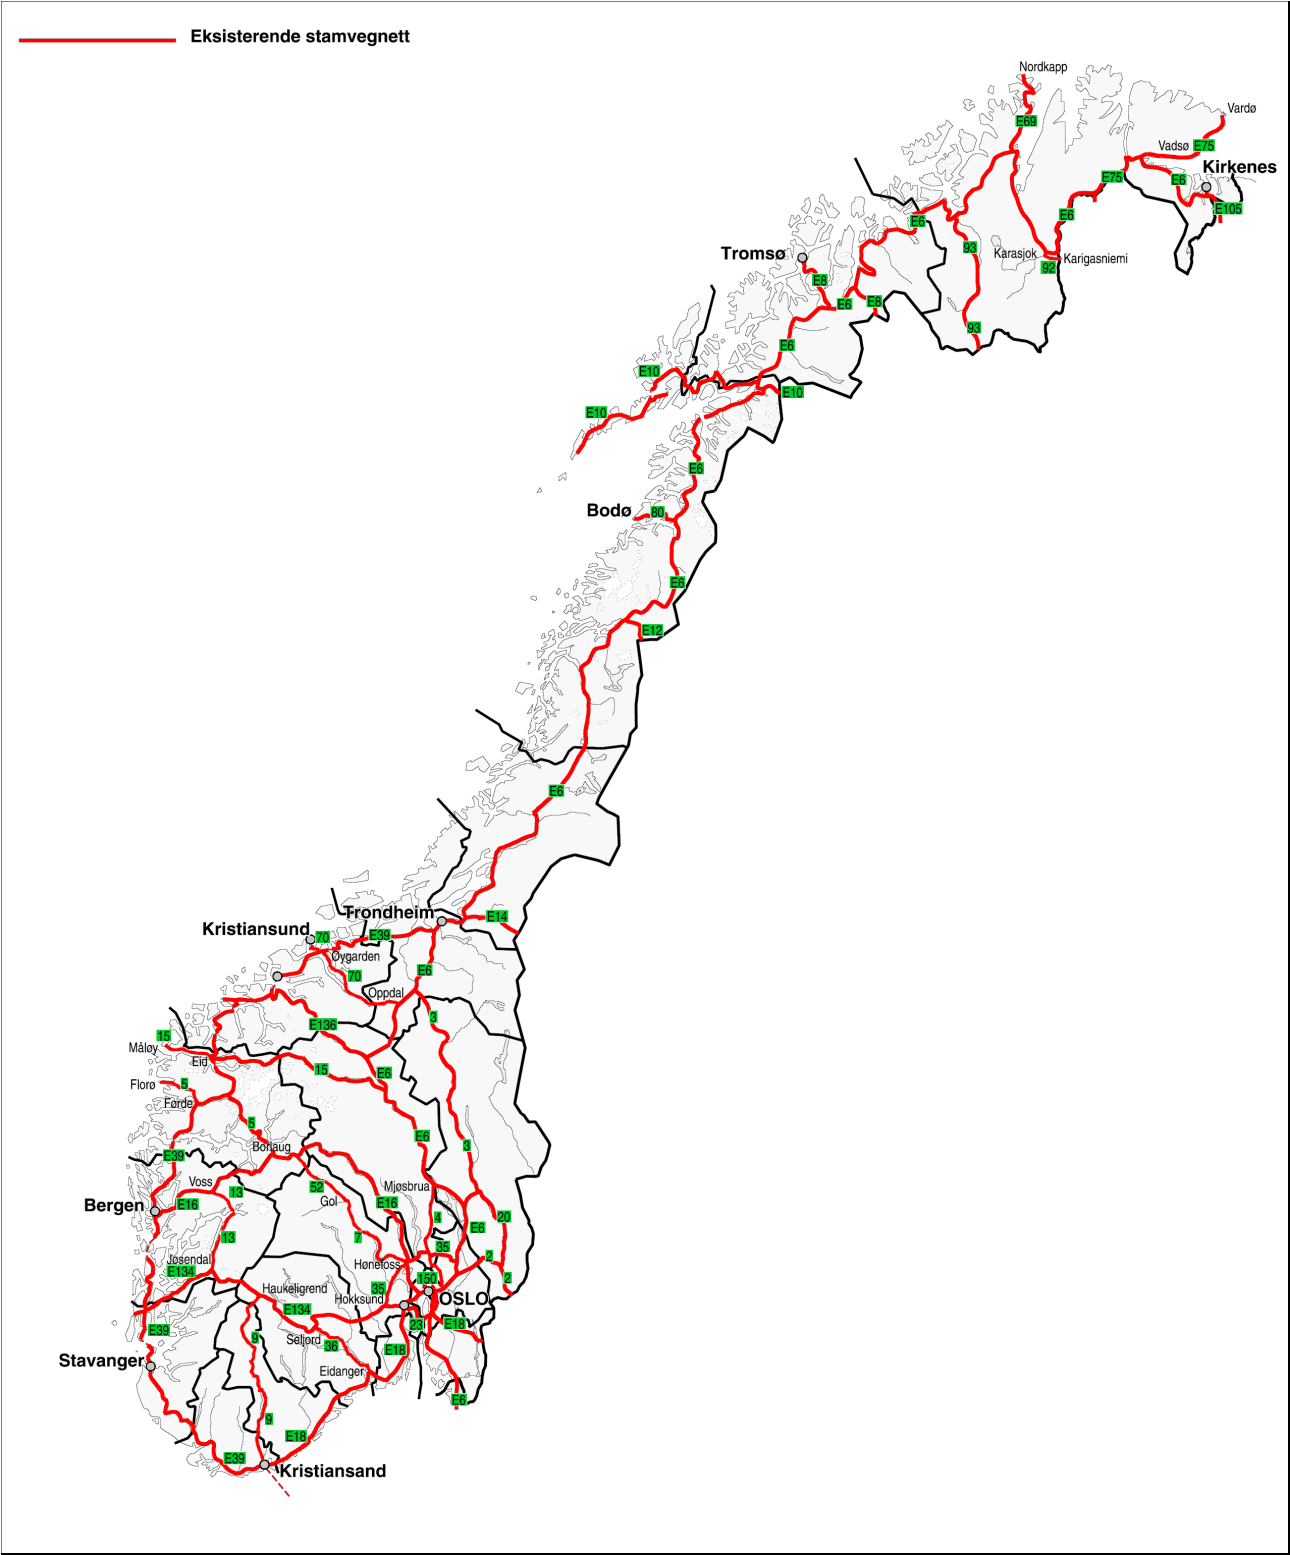 Eksisterende stamvegnett
Nordkapp
Vardø
E69
Vadsø
E75
Kirkenes
E75
E6
E105
E6
E6
93
Karasjok
Karigasniemi
92
Tromsø
E8
E6
E8
93
E6
E10
E10
E10
E6
Bodø
80
E6
E12
E6
Trondheim
E14
Kristiansund
70
E39
Øygarden
70
E6
Oppdal
3
E136
15
Måløy
Eid
15
E6
Florø
5
Førde
5
E6
3
Borlaug
E39
Voss
13
52
Gol
Mjøsbrua
E16
Bergen
E16
4
20
E6
13
7
35
2
Jøsendal
E134
Hønefoss
150
2
Haukeligrend
35
Hokksund
OSLO
E134
23
E18
E39
9
Seljord
36
E18
Stavanger
Eidanger
E6
9
E18
E39
Kristiansand